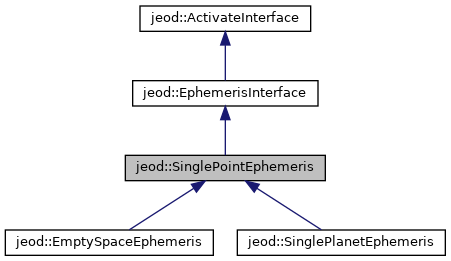 jeod::ActivateInterface
jeod::EphemerisInterface
jeod::SinglePointEphemeris
jeod::EmptySpaceEphemeris
jeod::SinglePlanetEphemeris